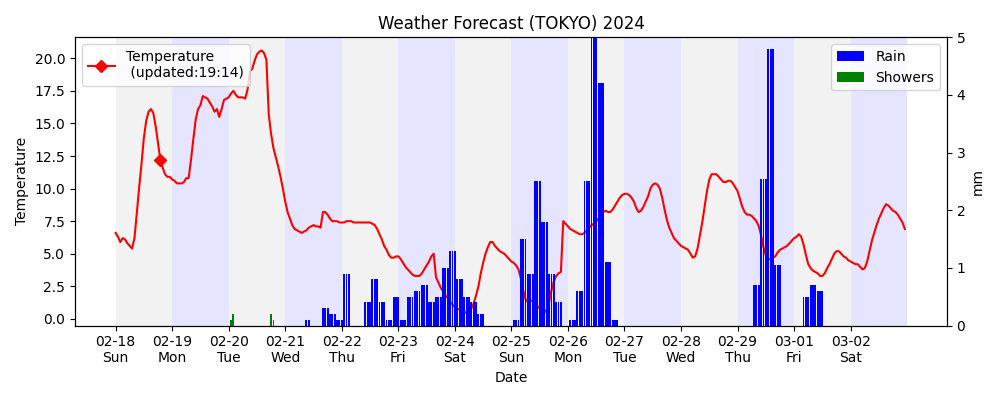 Weather Forecast (TOKYO) 2024
Temperature
(updated:19:14)
Rain
Showers
Temperature
20.0
17.5
15.0
12.5
10.0
7.5
5.0
2.5
0.0
5
4
3
2
1
0
mm
02-18 02-19 02-20 02-21 02-22 02-23 02-24 02-25 02-26 02-27 02-28 02-29 03-01 03-02
Sun Mon Tue Wed Thu Fri Sat Sun Mon Tue Wed Thu Fri Sat
Date